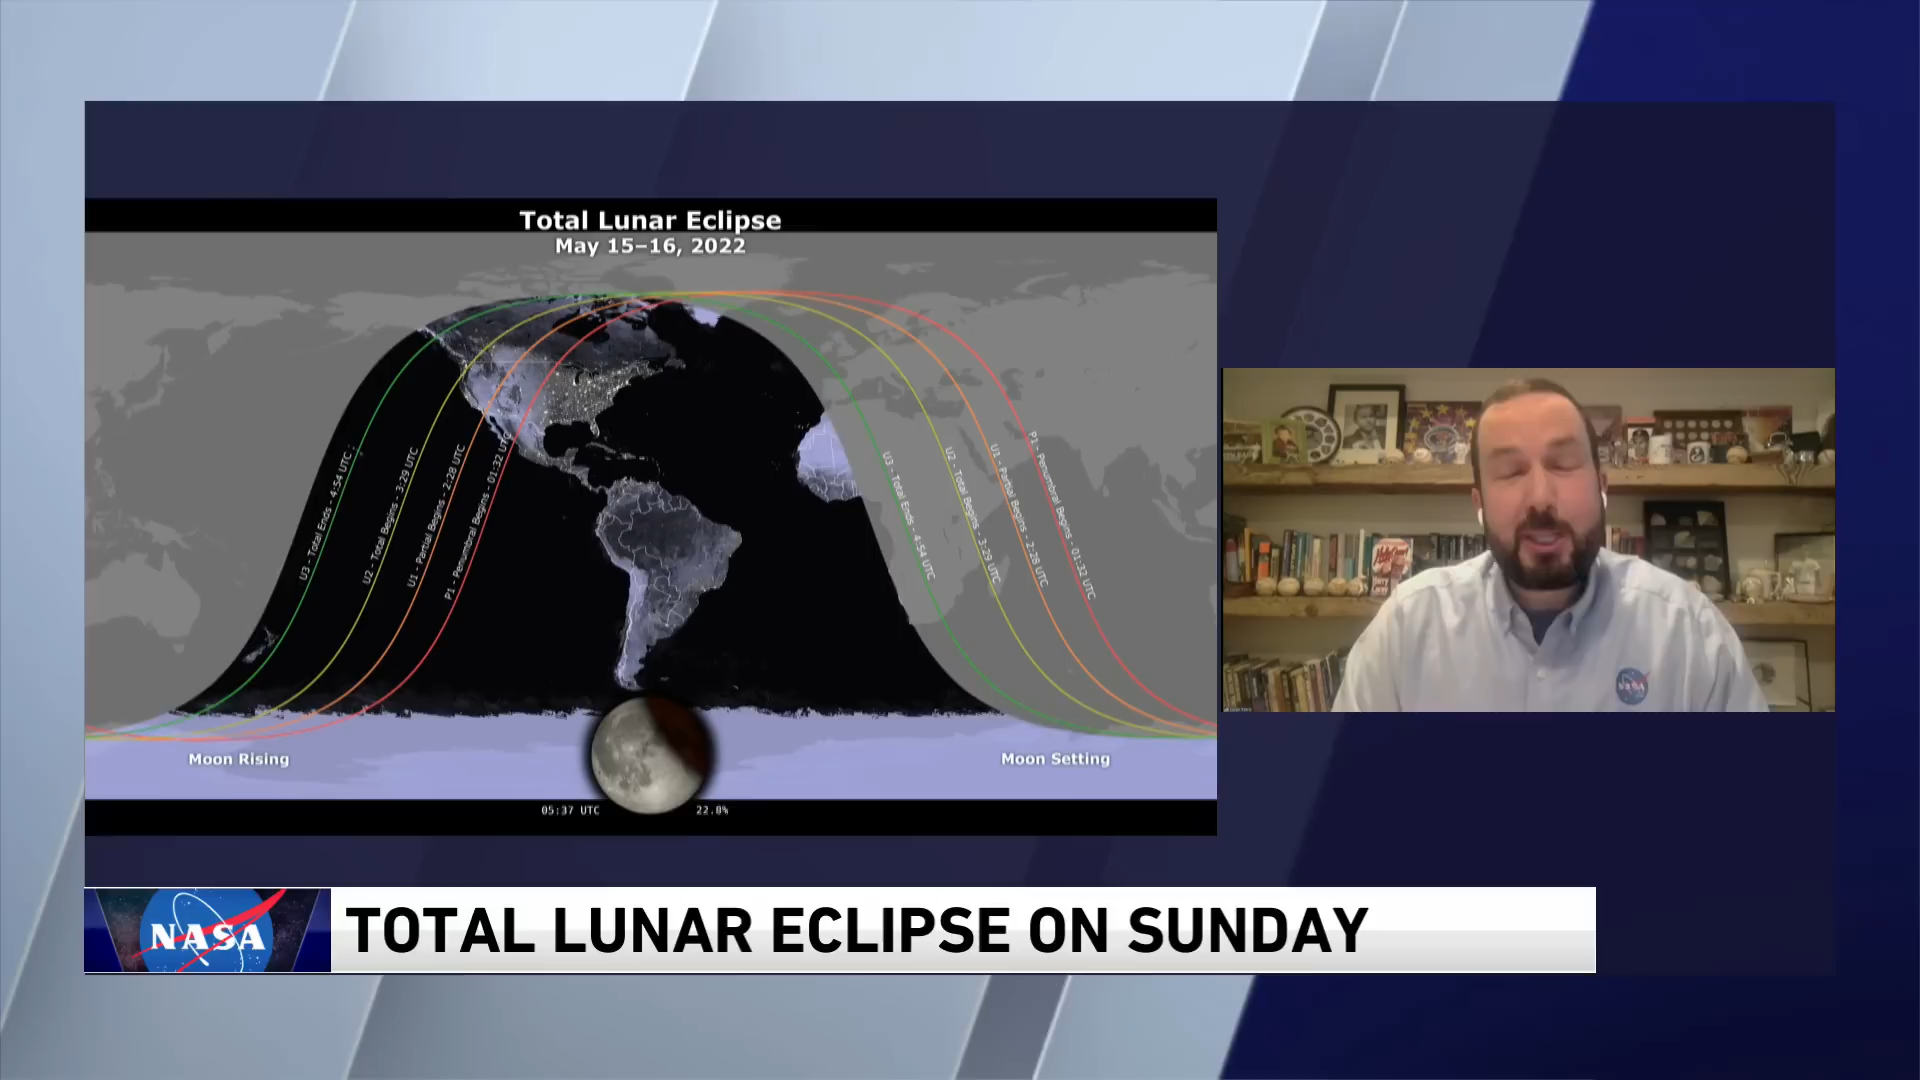 Total Lunar Eclipse
May 15–16, 2022
U3 - Total Ends - 4:54 UTC
U2 - Total Begins - 3:29 UTC
U1 - Partial Begins - 2:28 UTC
P1 - Penumbral Begins - 01:32 UTC
U3 - Total Ends - 4:54 UTC
U2 - Total Begins - 3:29 UTC
U1 - Partial Begins - 2:28 UTC
P1 - Penumbral Begins - 01:32 UTC
Moon Rising
Moon Setting
05:37 UTC
22.8%
NASA
NASA
TOTAL LUNAR ECLIPSE ON SUNDAY